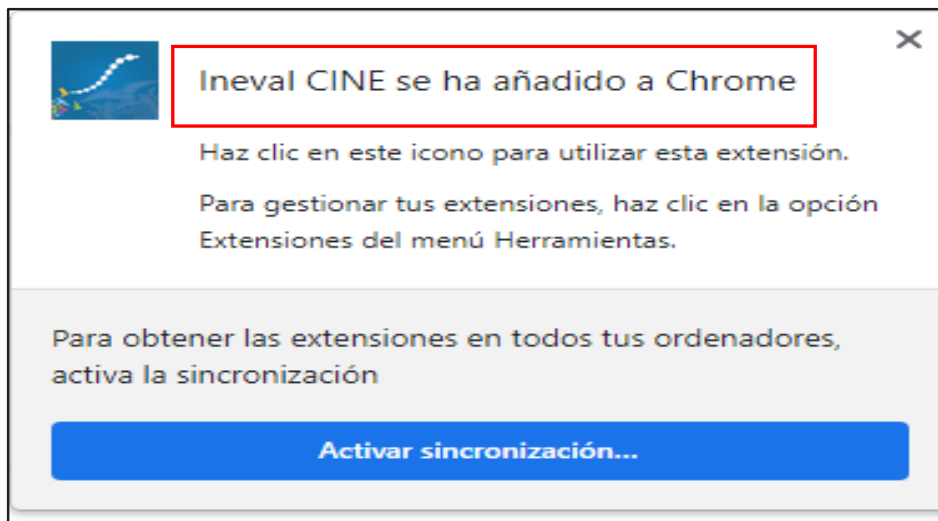 Ineval CINE se ha añadido a Chrome
Haz clic en este icono para utilizar esta extensión.
Para gestionar tus extensiones, haz clic en la opción
Extensiones del menú Herramientas.
Para obtener las extensiones en todos tus ordenadores,
activa la sincronización
Activar sincronización...